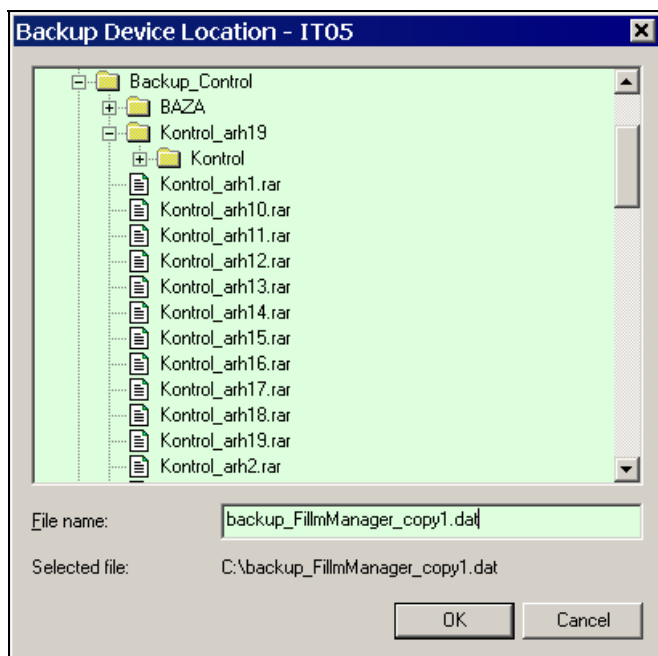 Backup Device Location - IT05
Backup_Control
BAZA
Kontrol_arh19
Kontrol
Kontrol_arh1.rar
Kontrol_arh10.rar
Kontrol_arh11.rar
Kontrol_arh12.rar
Kontrol_arh13.rar
Kontrol_arh14.rar
Kontrol_arh15.rar
Kontrol_arh16.rar
Kontrol_arh17.rar
Kontrol_arh18.rar
Kontrol_arh19.rar
Kontrol_arh2.rar
File name: backup_FillmManager_copy1.dat
Selected file: C:\backup_FillmManager_copy1.dat
OK Cancel